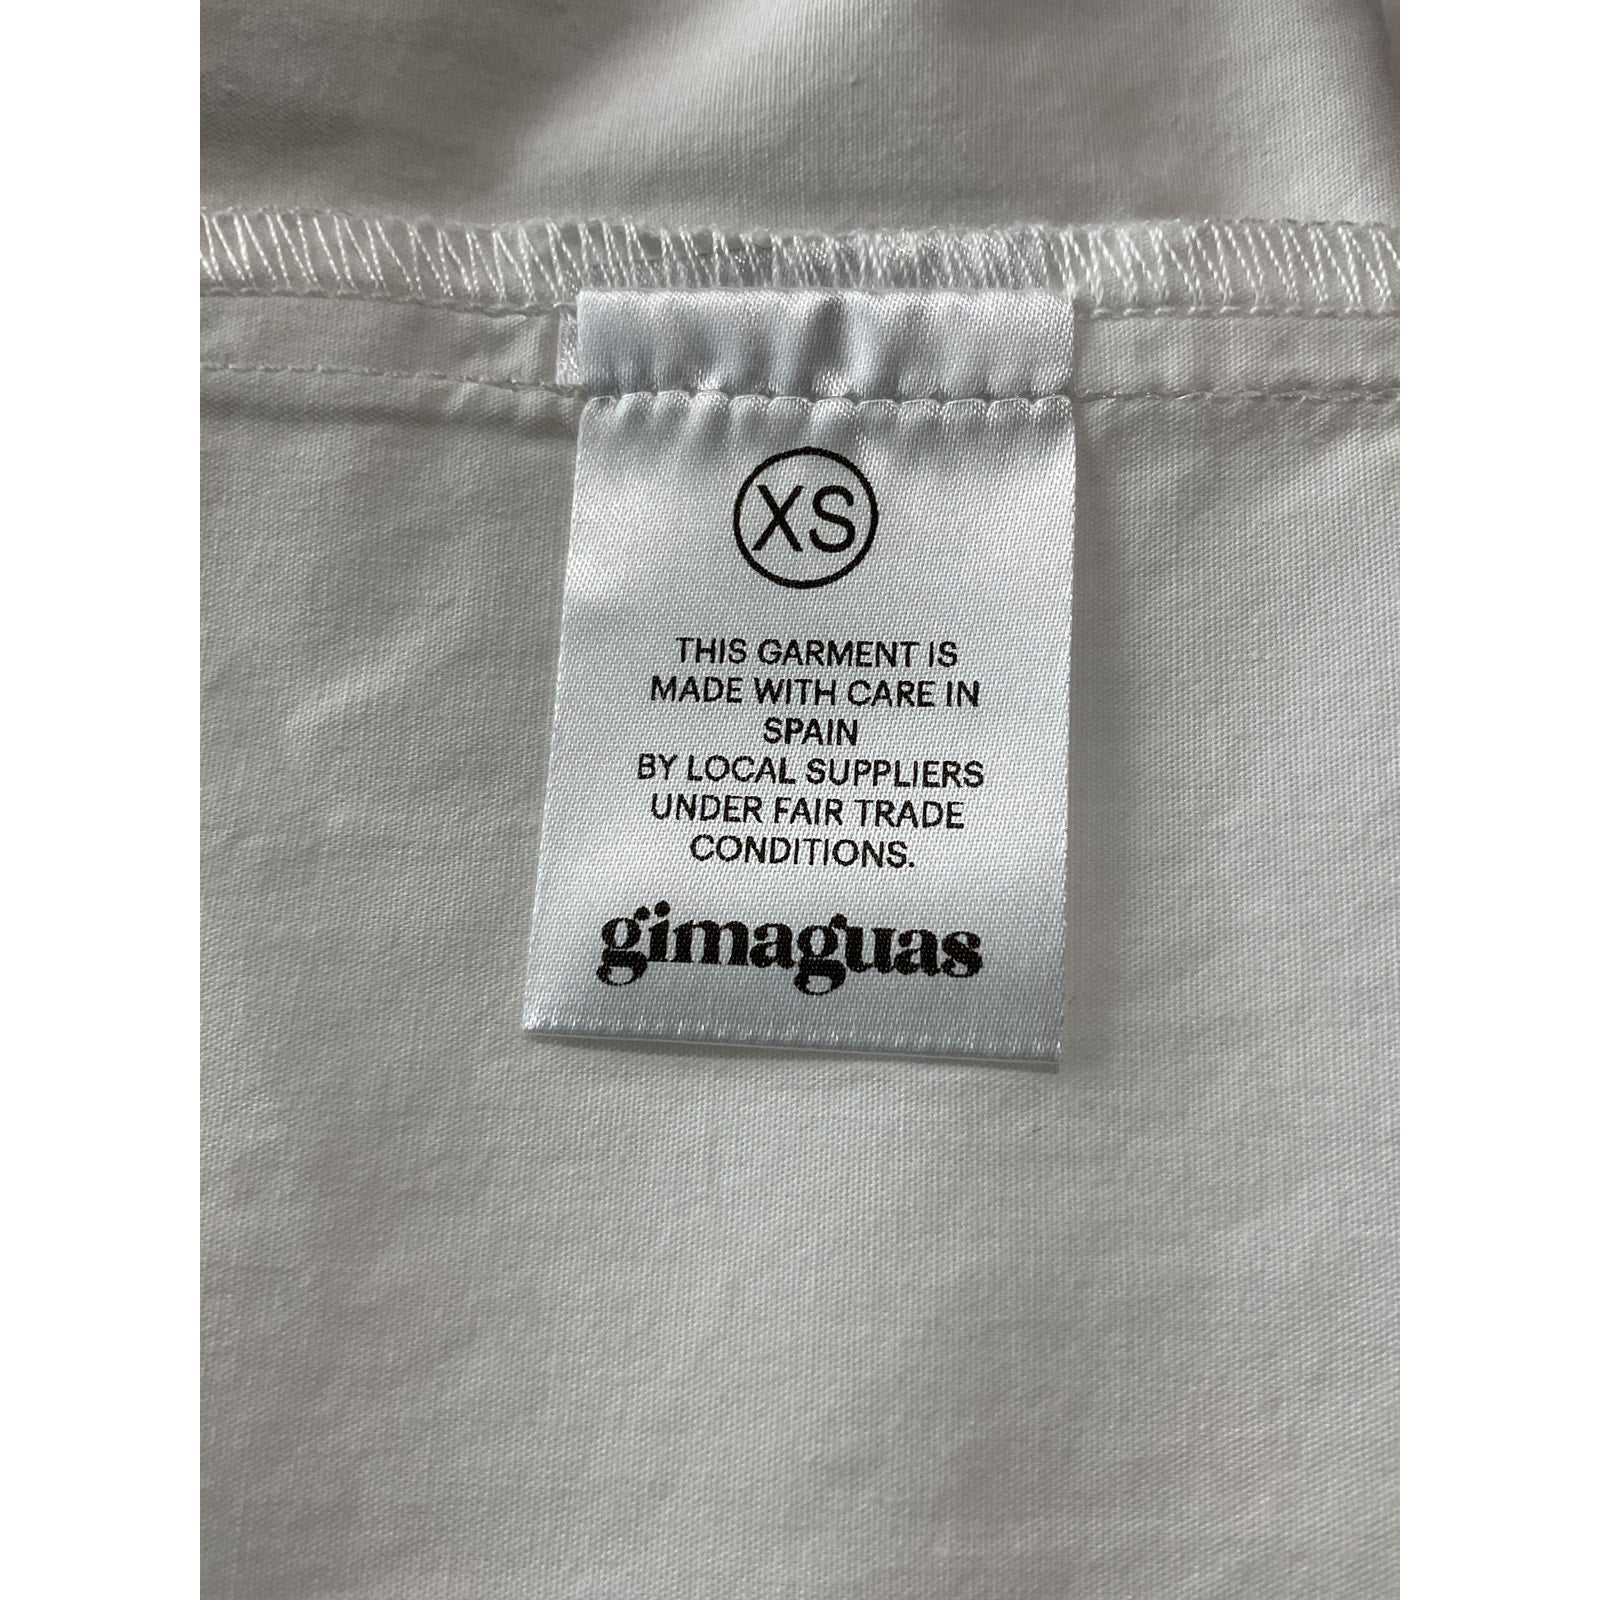 XS
THIS GARMENT IS
MADE WITH CARE IN
SPAIN
BY LOCAL SUPPLIERS
UNDER FAIR TRADE
CONDITIONS.
gimaguas